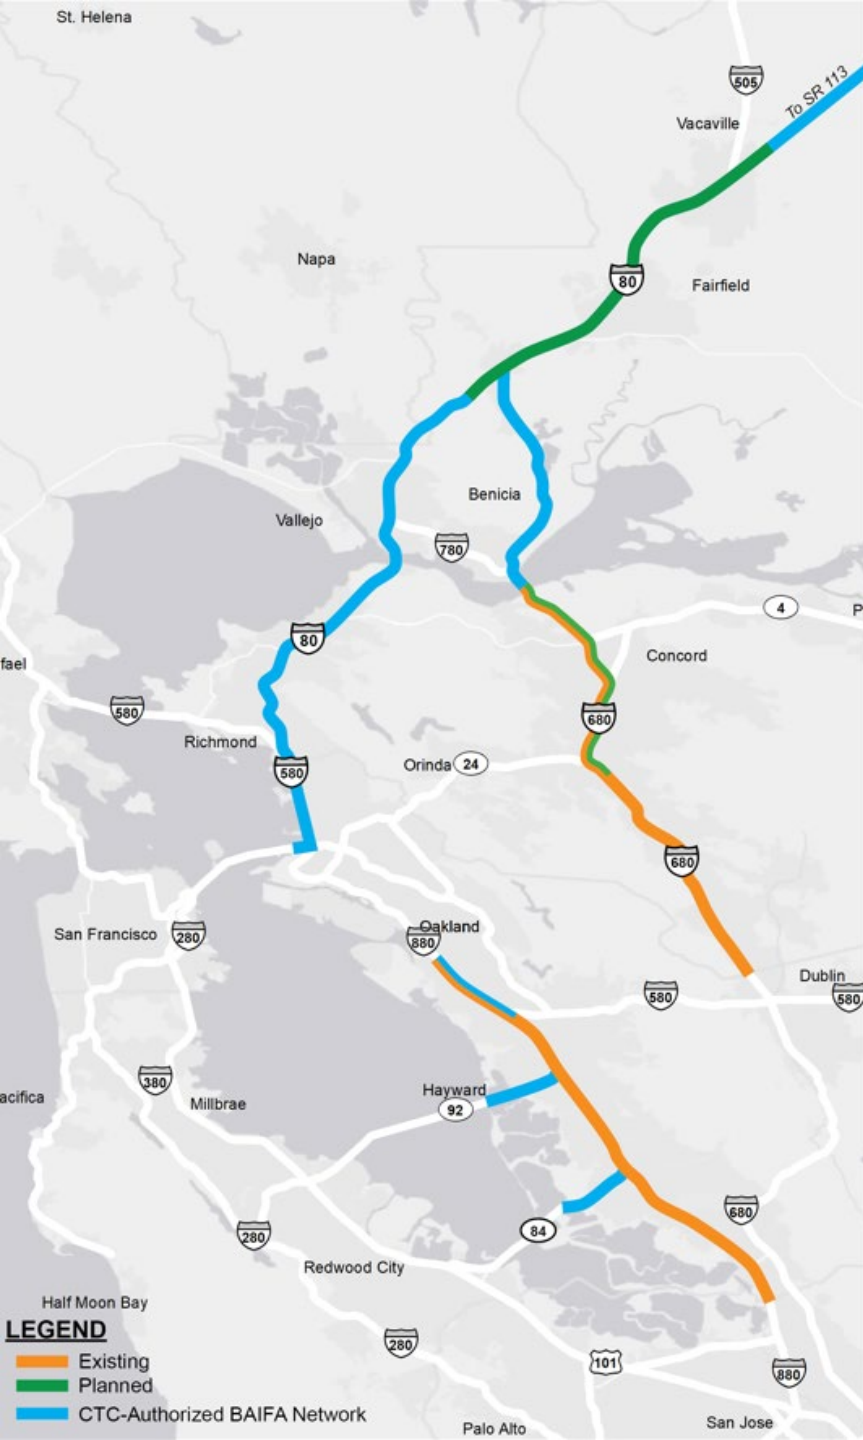 St. Helena
505
To SR 113
Vacaville
Napa
80
Fairfield
Benicia
Vallejo
780
4
P
80
Concord
fael
580
680
Richmond
580
Orinda
24
680
Oakland
San Francisco
280
880
Dublin
580
580
380
Hayward
acifica
Millbrae
92
680
84
280
Redwood City
Half Moon Bay
LEGEND
280
Existing
101
Planned
880
CTC-Authorized BAIFA Network
Palo Alto
San Jose